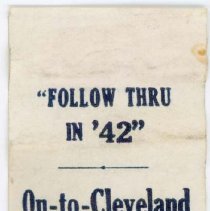 "FOLLOW THRU
IN '42"
On-to-Cleveland